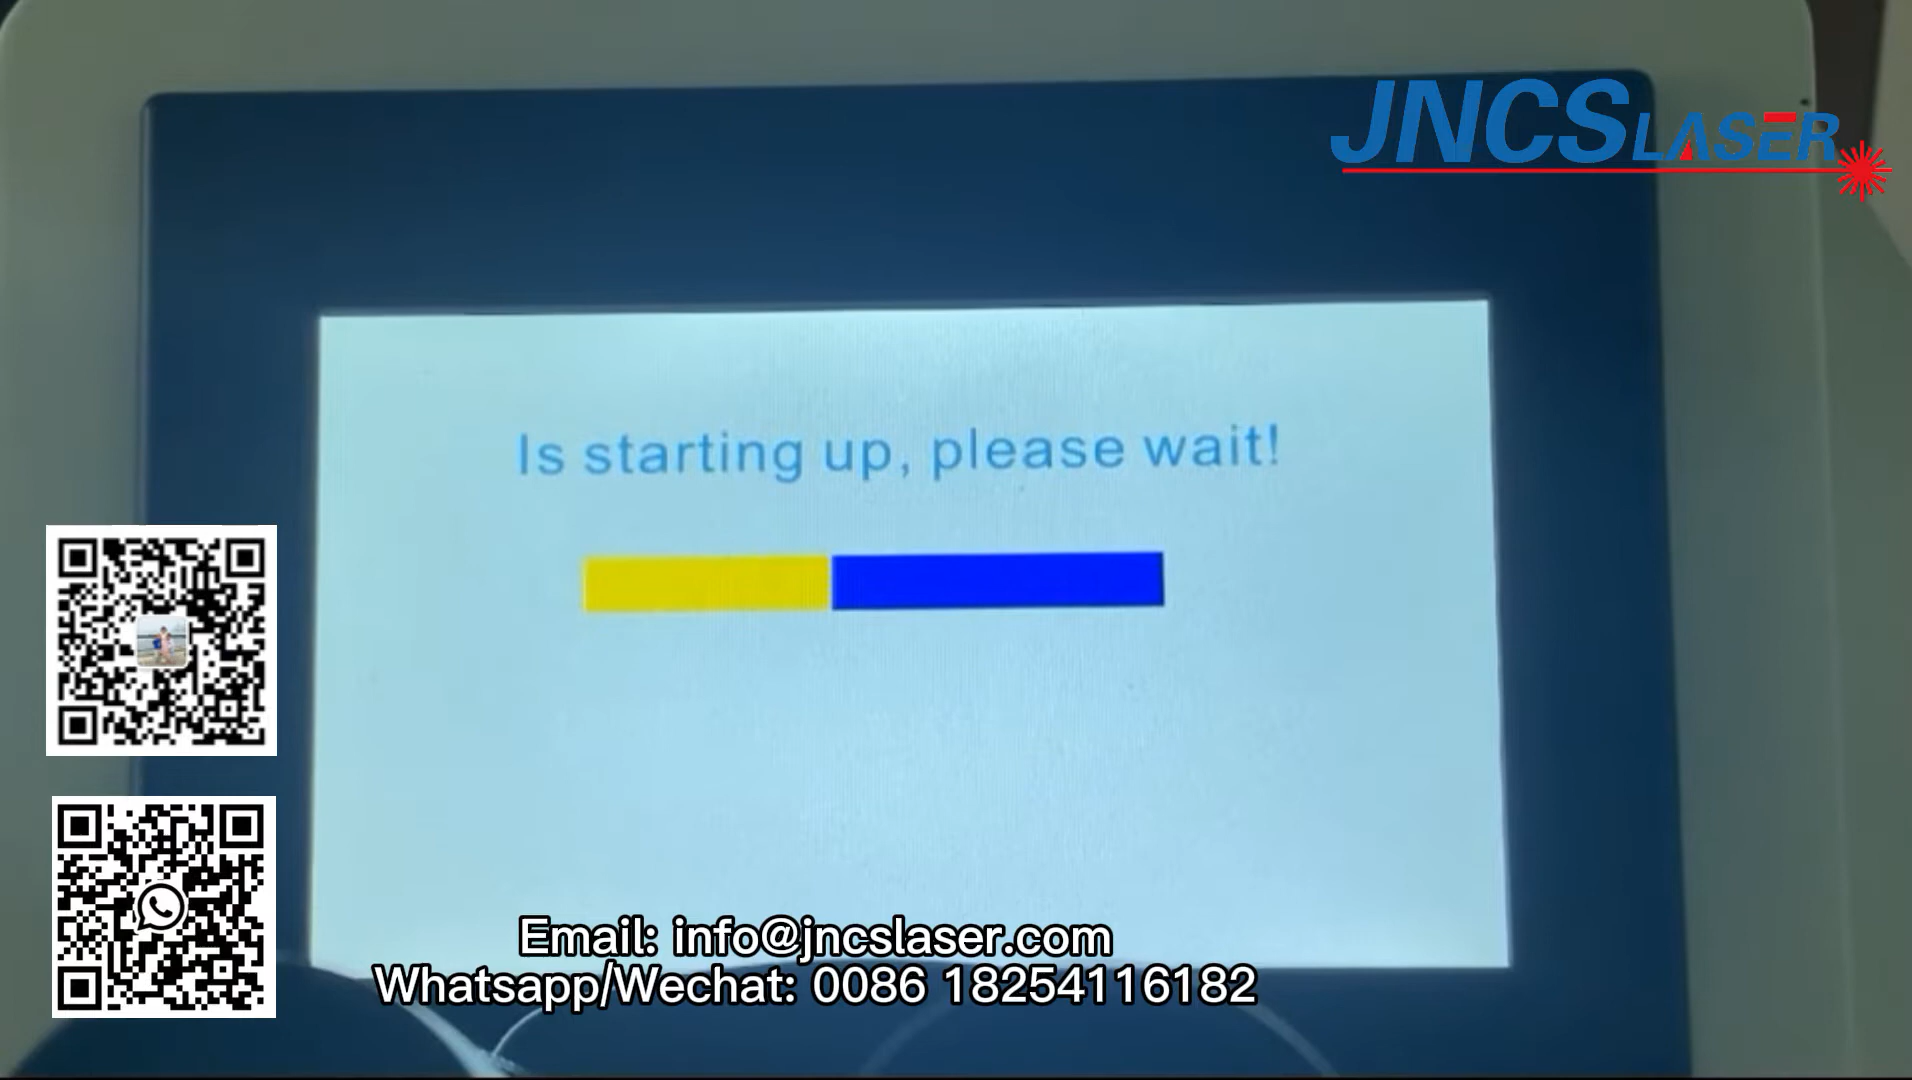 JNCSLASER
Is starting up, please wait!
Email: info@jncslaser.com
Whatsapp/Wechat: 0086 18254116182